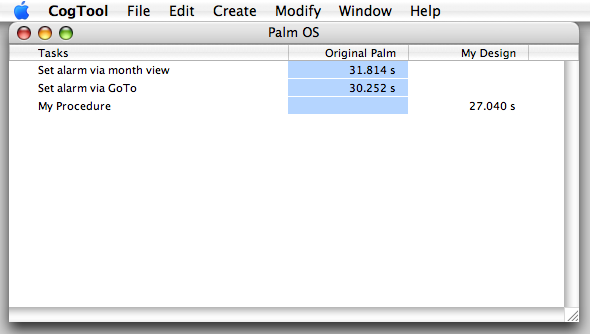 CogTool File Edit Create Modify Window Help
Palm OS
Tasks Original Palm My Design
Set alarm via month view 31.814 s
Set alarm via GoTo 30.252 s
My Procedure 27.040 s